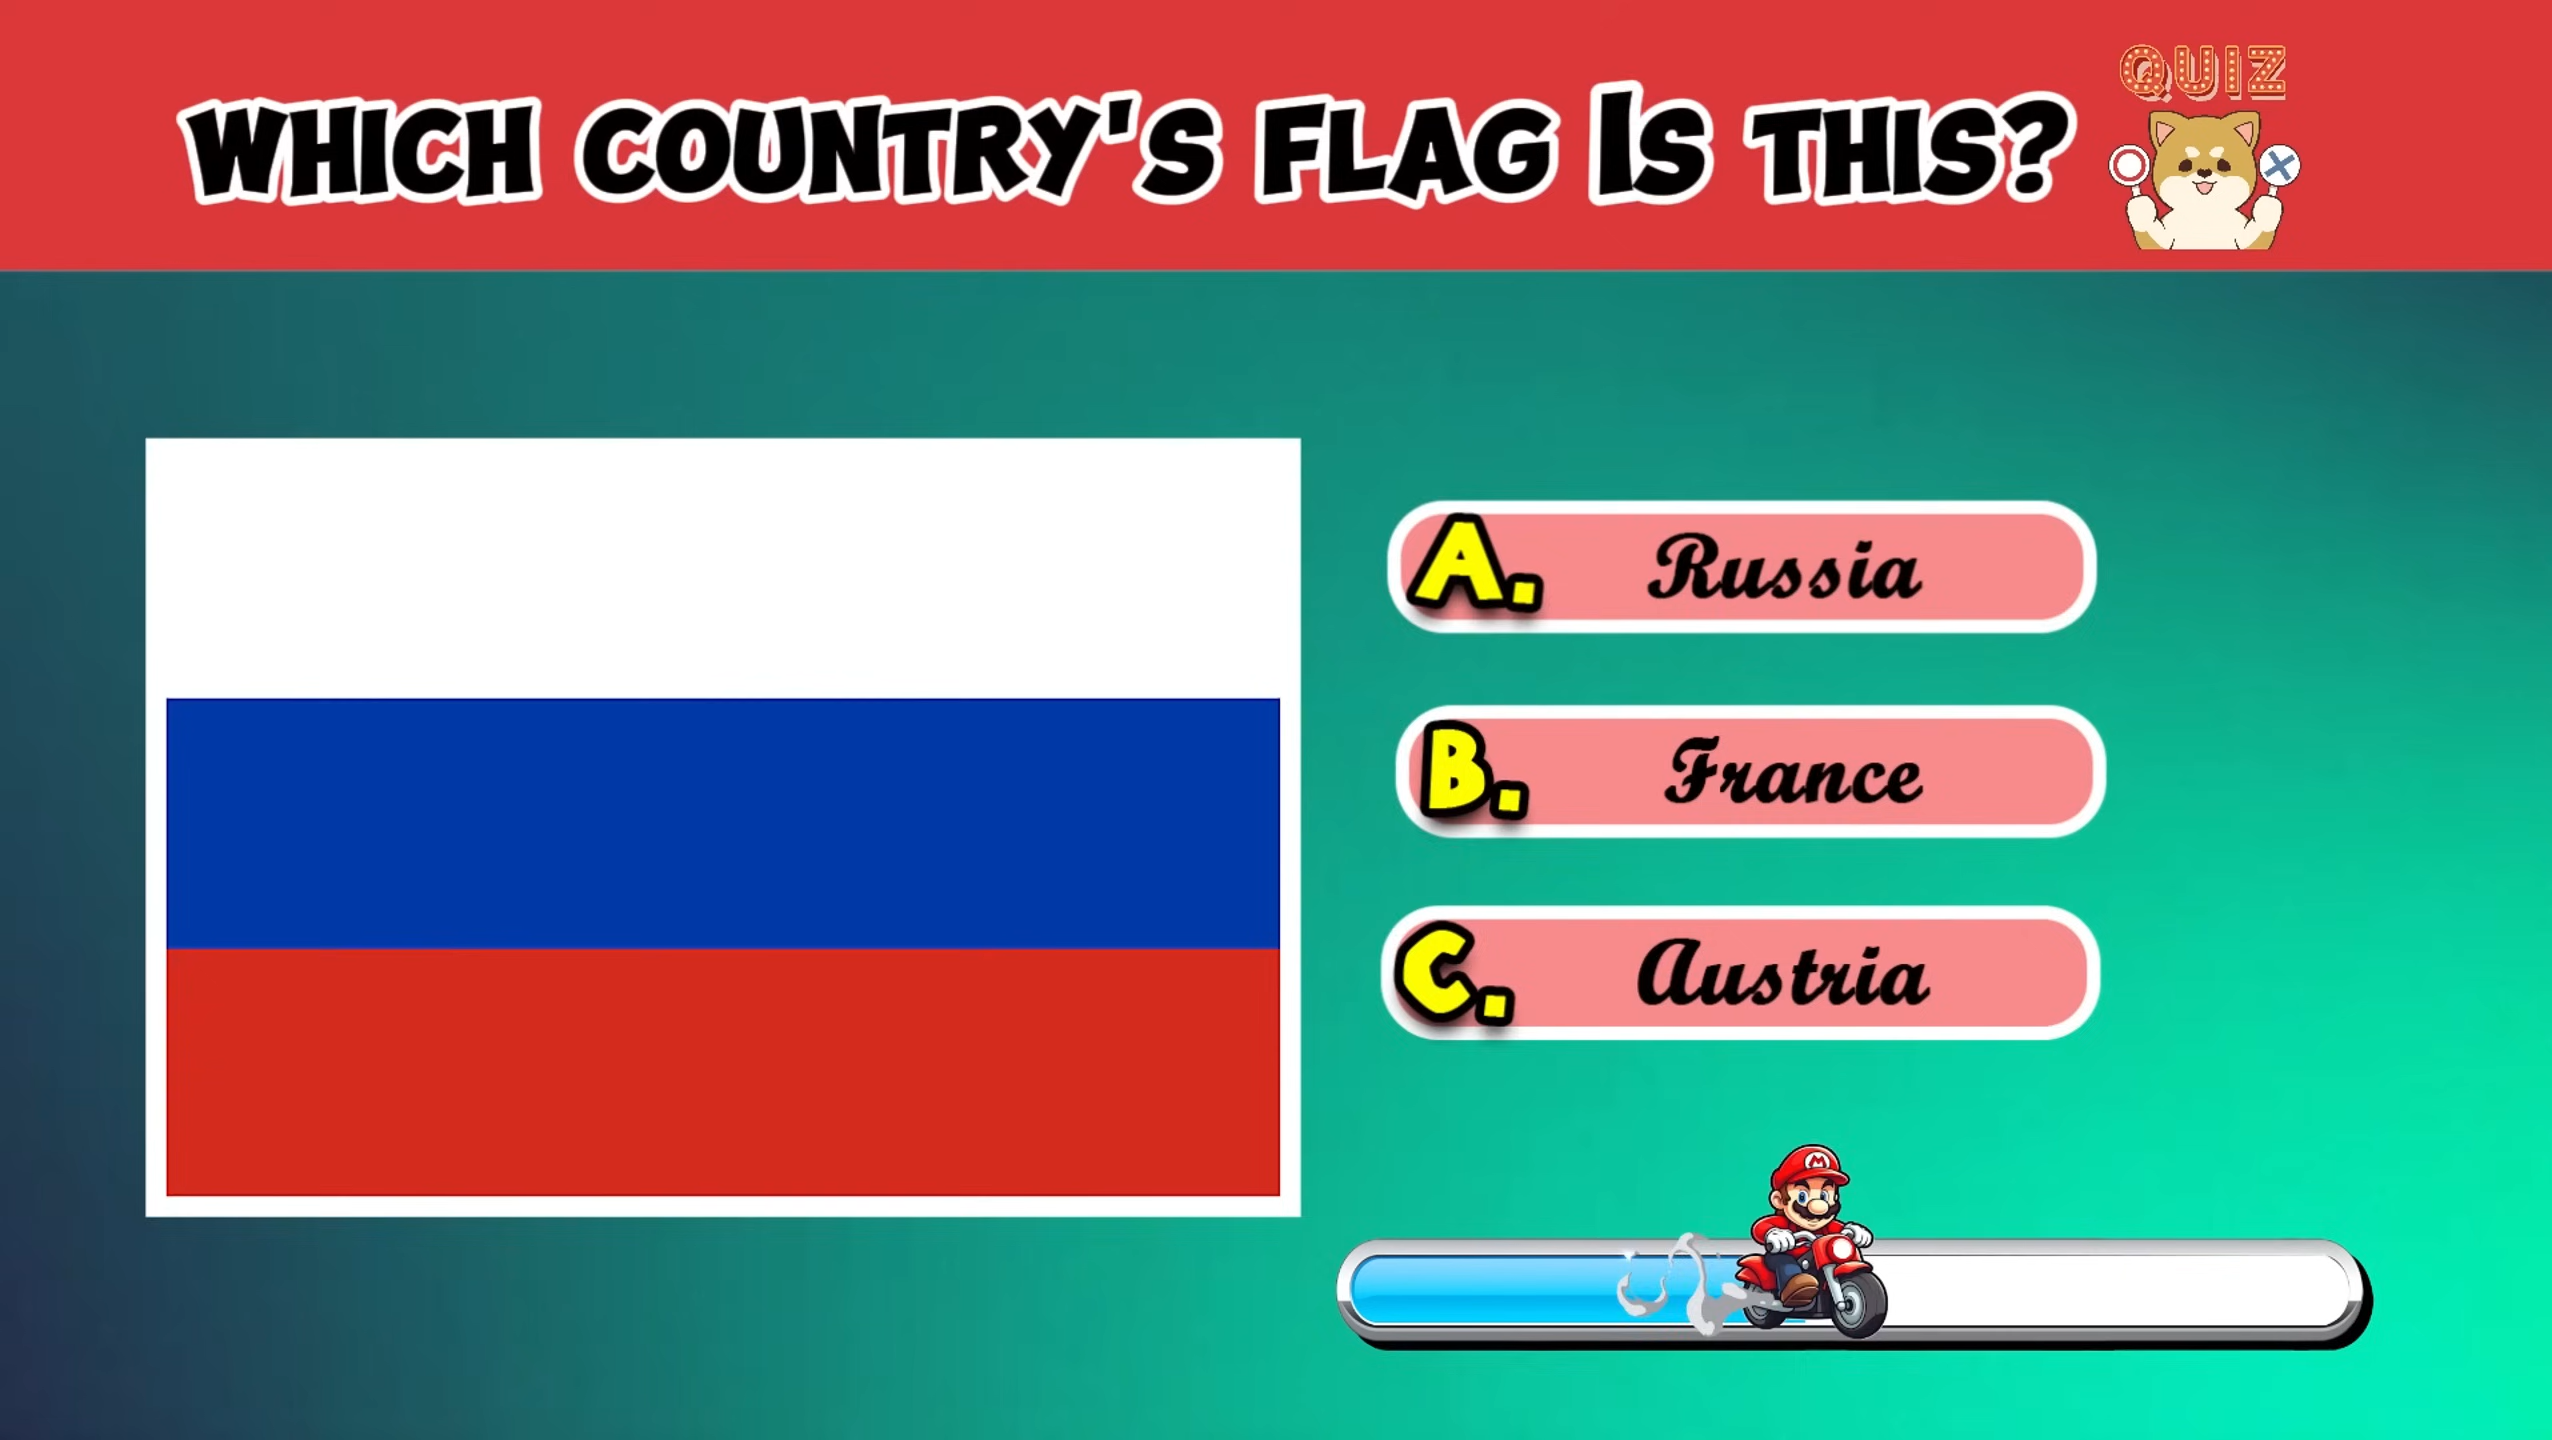 WHICH COUNTRY'S FLAG IS THIS?
QUIZ
A. Russia
B. France
C. Austria
M